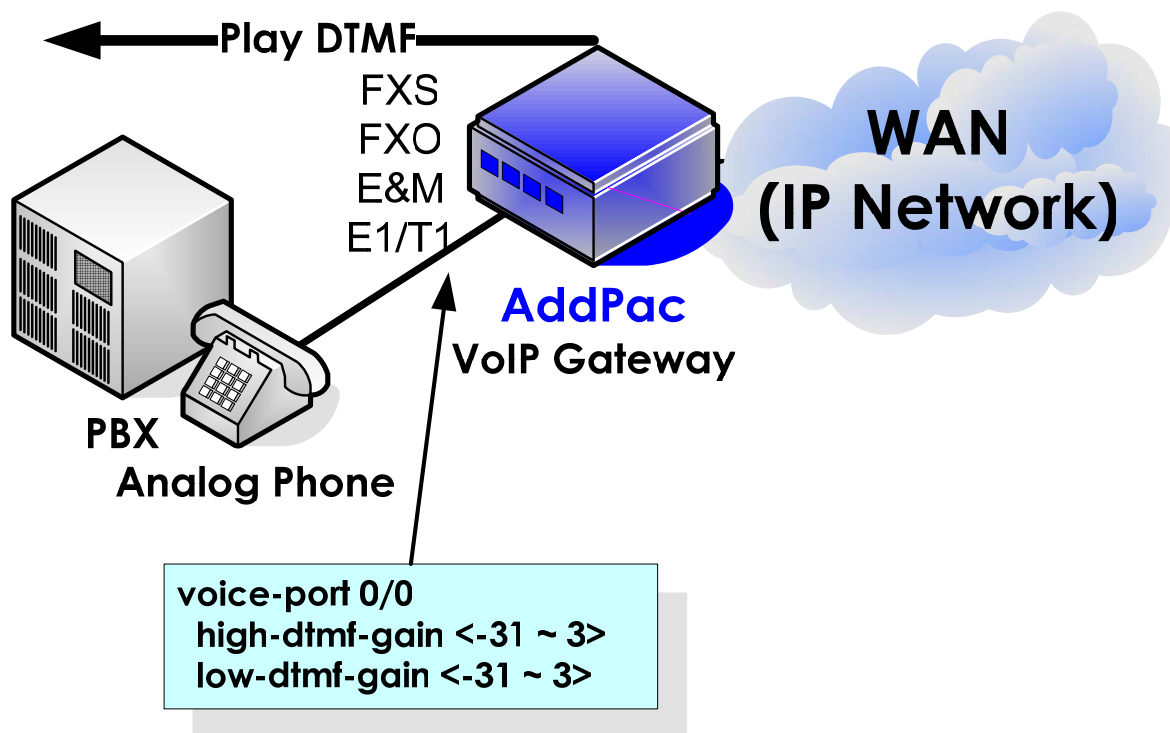 Play DTMF
FXS
FXO
E&M
E1/T1
WAN
(IP Network)
AddPac
VoIP Gateway
PBX
Analog Phone
voice-port 0/0
high-dtmf-gain <-31 ~ 3>
low-dtmf-gain <-31 ~ 3>